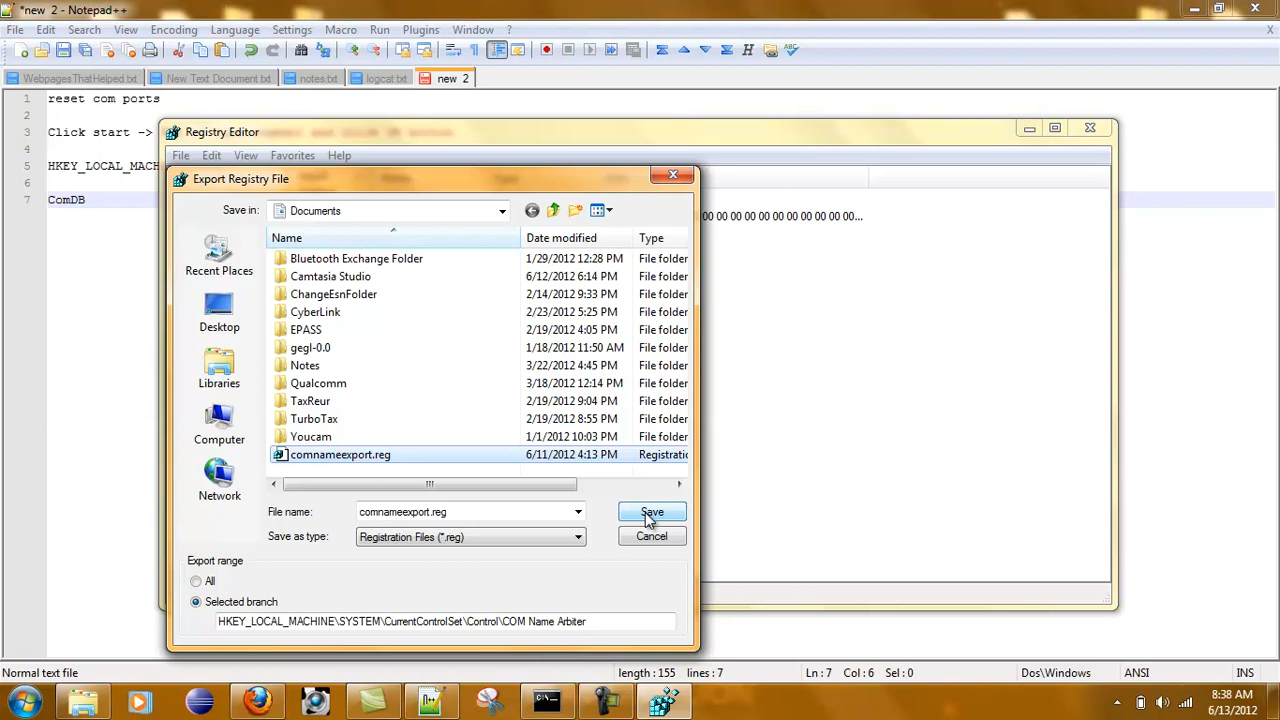 *new  2 - Notepad++
File Edit Search View Encoding Language Settings Macro Run Plugins Window ? X
WebpagesThatHelped.txt New Text Document.txt notes.txt logcat.txt new 2
1 reset com ports
2
3 Click start ->
4
5 HKEY_LOCAL_MACH
6
7 ComDB
Registry Editor
File Edit View Favorites Help
00 00 00 00 00 00 00 00 00 00 00...
Export Registry File
Save in: Documents
Name Date modified Type
Bluetooth Exchange Folder 1/29/2012 12:28 PM File folder
Camtasia Studio 6/12/2012 6:14 PM File folder
ChangeEsnFolder 2/14/2012 9:33 PM File folder
CyberLink 2/23/2012 5:25 PM File folder
EPASS 2/19/2012 4:05 PM File folder
gegl-0.0 1/18/2012 11:50 AM File folder
Notes 3/22/2012 4:45 PM File folder
Qualcomm 3/18/2012 12:14 PM File folder
TaxReur 2/19/2012 9:04 PM File folder
TurboTax 2/19/2012 8:55 PM File folder
Youcam 1/1/2012 10:03 PM File folder
comnameexport.reg 6/11/2012 4:13 PM Registratic
Recent Places
Desktop
Libraries
Computer
Network
File name: comnameexport.reg Save
Save as type: Registration Files (*.reg) Cancel
Export range
All
Selected branch
HKEY_LOCAL_MACHINE\SYSTEM\CurrentControlSet\Control\COM Name Arbiter
Normal text file length : 155 lines : 7 Ln : 7 Col : 6 Sel : 0 Dos\Windows ANSI INS
8:38 AM
6/13/2012